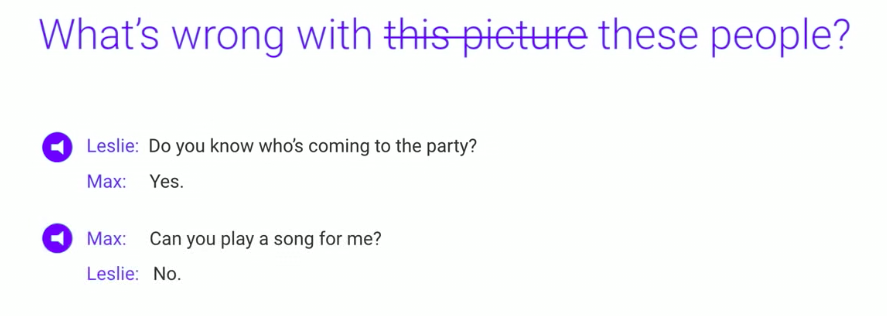 What's wrong with this picture these people?
Leslie: Do you know who's coming to the party?
Max: Yes.
Max: Can you play a song for me?
Leslie: No.